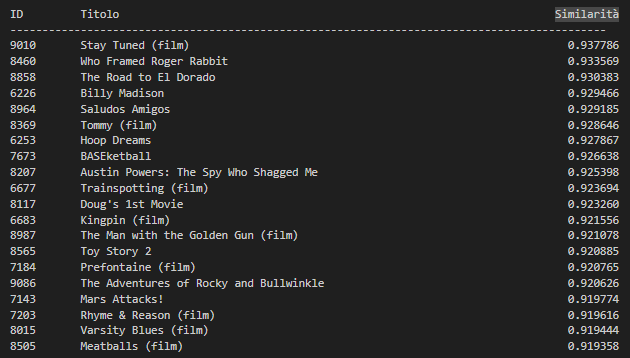 ID Titolo Similarità
--------------------------------------------------------------------------------
9010 Stay Tuned (film) 0.937786
8460 Who Framed Roger Rabbit 0.933569
8858 The Road to El Dorado 0.930383
6226 Billy Madison 0.929466
8964 Saludos Amigos 0.929185
8369 Tommy (film) 0.928646
6253 Hoop Dreams 0.927867
7673 BASEketball 0.926638
8207 Austin Powers: The Spy Who Shagged Me 0.925398
6677 Trainspotting (film) 0.923694
8117 Doug's 1st Movie 0.923260
6683 Kingpin (film) 0.921556
8987 The Man with the Golden Gun (film) 0.921078
8565 Toy Story 2 0.920885
7184 Prefontaine (film) 0.920765
9086 The Adventures of Rocky and Bullwinkle 0.920626
7143 Mars Attacks! 0.919774
7203 Rhyme & Reason (film) 0.919616
8015 Varsity Blues (film) 0.919444
8505 Meatballs (film) 0.919358